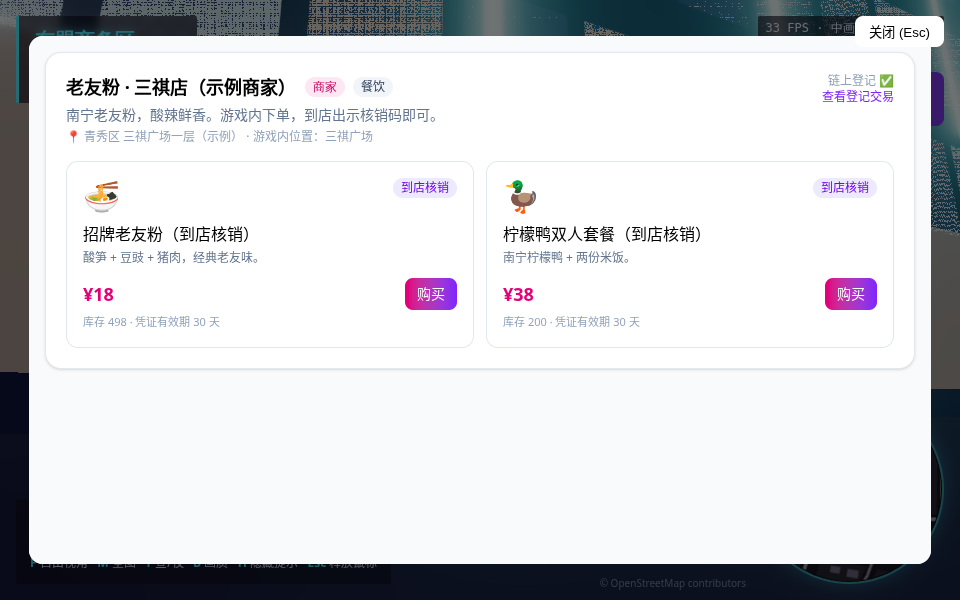 33 FPS · 中画
关闭 (Esc)
老友粉 · 三祺店（示例商家）
商家
餐饮
链上登记 ✅
查看登记交易
南宁老友粉，酸辣鲜香。游戏内下单，到店出示核销码即可。
📍 青秀区 三祺广场一层（示例） · 游戏内位置：三祺广场
到店核销
招牌老友粉（到店核销）
酸笋 + 豆豉 + 猪肉，经典老友味。
¥18
购买
库存 498 · 凭证有效期 30 天
到店核销
柠檬鸭双人套餐（到店核销）
南宁柠檬鸭 + 两份米饭。
¥38
购买
库存 200 · 凭证有效期 30 天
© OpenStreetMap contributors